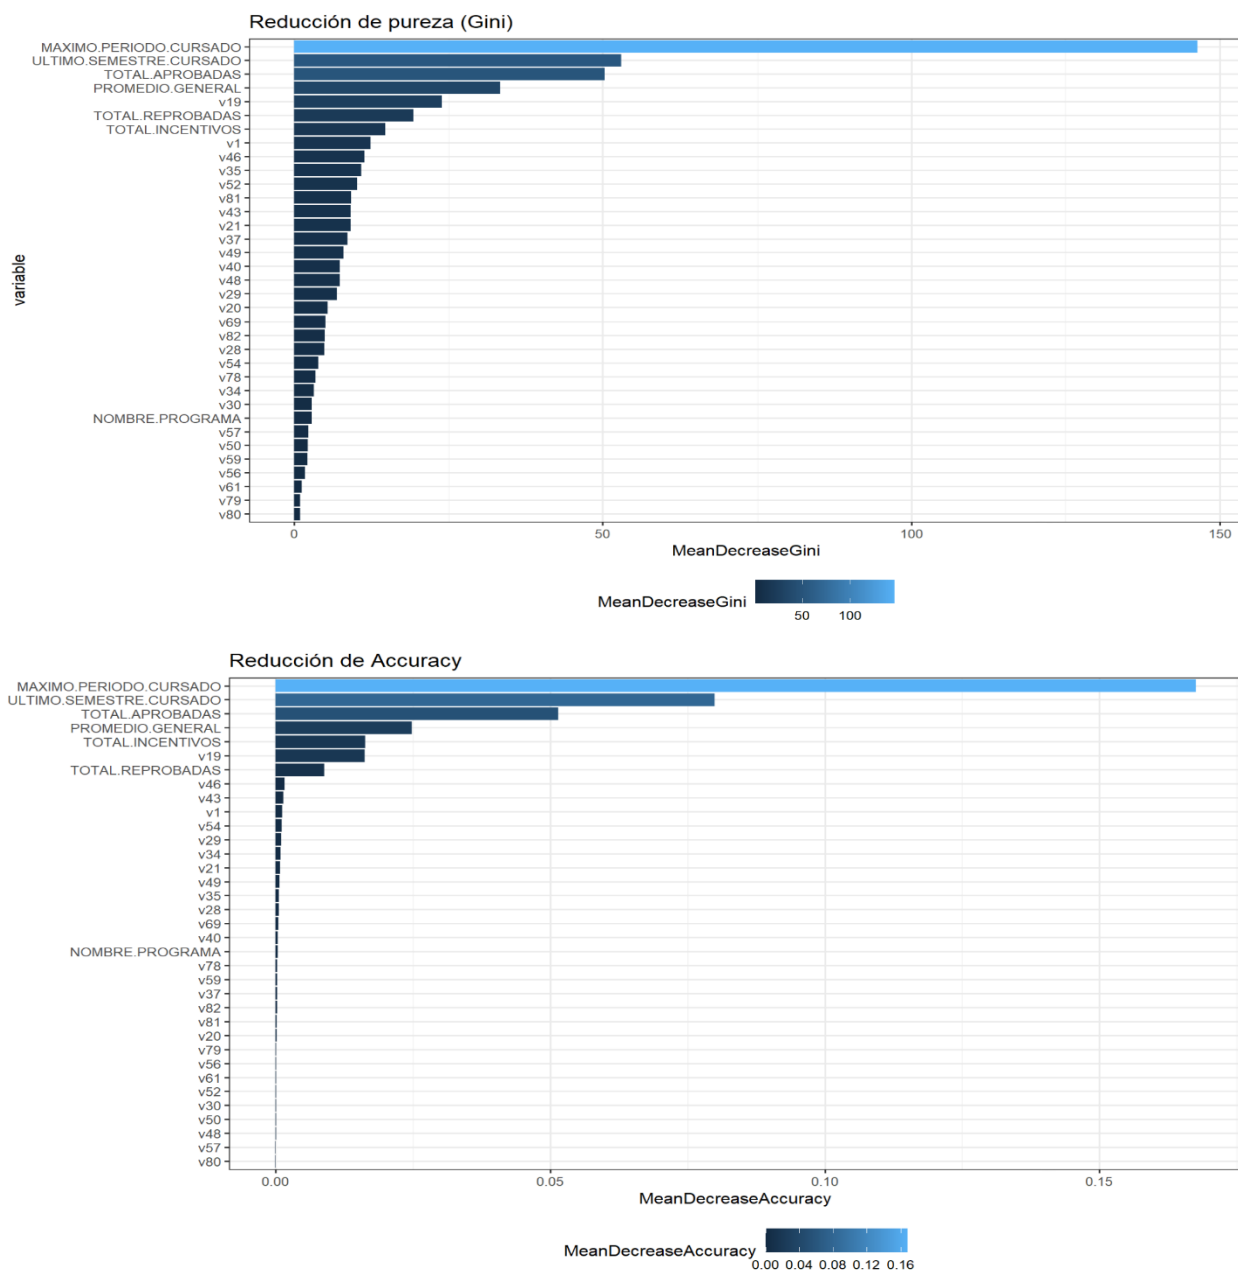 Reducción de pureza (Gini)
variable
MAXIMO.PERIODO.CURSADO
ULTIMO.SEMESTRE.CURSADO
TOTAL.APROBADAS
PROMEDIO.GENERAL
v19
TOTAL.REPROBADAS
TOTAL.INCENTIVOS
v1
v46
v35
v52
v81
v43
v21
v37
v49
v40
v48
v29
v20
v69
v82
v28
v54
v78
v34
v30
NOMBRE.PROGRAMA
v57
v50
v59
v56
v61
v79
v80
0 50 100 150
MeanDecreaseGini
MeanDecreaseGini
50 100
Reducción de Accuracy
MAXIMO.PERIODO.CURSADO
ULTIMO.SEMESTRE.CURSADO
TOTAL.APROBADAS
PROMEDIO.GENERAL
TOTAL.INCENTIVOS
v19
TOTAL.REPROBADAS
v46
v43
v1
v54
v29
v34
v21
v49
v35
v28
v69
v40
NOMBRE.PROGRAMA
v78
v59
v37
v82
v81
v20
v79
v56
v61
v52
v30
v50
v48
v57
v80
0.00 0.05 0.10 0.15
MeanDecreaseAccuracy
MeanDecreaseAccuracy
0.00 0.04 0.08 0.12 0.16